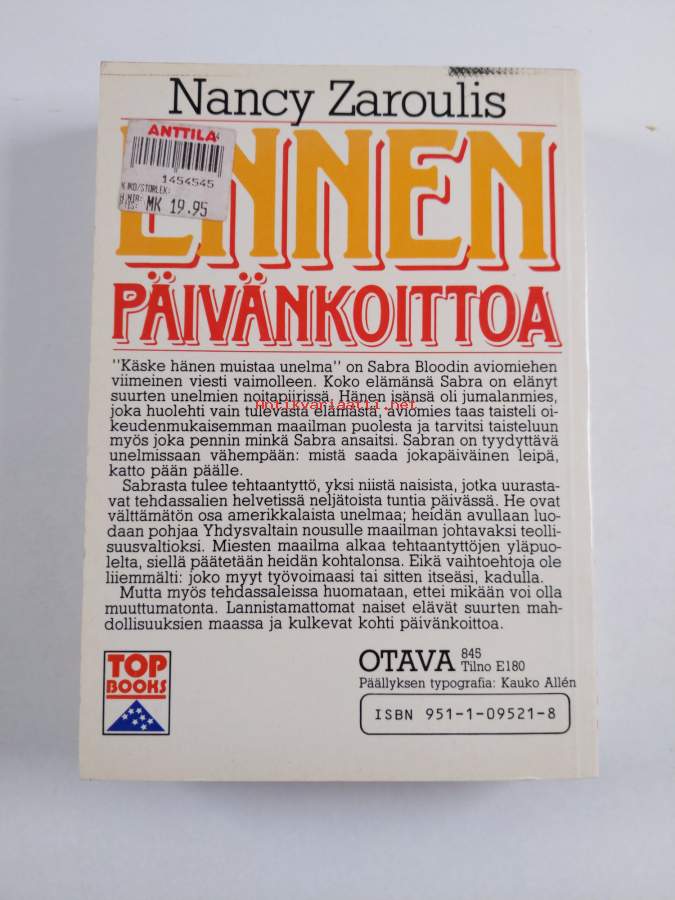 Nancy Zaroulis
ENNEN
ANTTILA
1454545
KOKO/STORLEK:
MK 19.95
PÄIVÄNKOITTOA
"Käske hänen muistaa unelma" on Sabra Bloodin aviomiehen
viimeinen viesti vaimolleen. Koko elämänsä Sabra on elänyt
suurten unelmien noitapiirissä. Hänen isänsä oli jumalanmies,
antikvariaatti.net
joka huolehti vain tulevasta elämästä, aviomies taas taisteli oi-
keudenmukaisemman maailman puolesta ja tarvitsi taisteluun
myös joka pennin minkä Sabra ansaitsi. Sabran on tyydyttävä
unelmissaan vähempään: mistä saada jokapäiväinen leipä,
katto pään päälle.
Sabrasta tulee tehtaantyttö, yksi niistä naisista, jotka uurasta-
vat tehdassalien helvetissä neljätoista tuntia päivässä. He ovat
välttämätön osa amerikkalaista unelmaa; heidän avullaan luo-
daan pohjaa Yhdysvaltain nousulle maailman johtavaksi teolli-
suusvaltioksi. Miesten maailma alkaa tehtaantyttöjen yläpuo-
lelta, siellä päätetään heidän kohtalonsa. Eikä vaihtoehtoja ole
liiemmälti: joko myyt työvoimaasi tai sitten itseäsi, kadulla.
Mutta myös tehdassaleissa huomataan, ettei mikään voi olla
muuttumatonta. Lannistamattomat naiset elävät suurten mah-
dollisuuksien maassa ja kulkevat kohti päivänkoittoa.
TOP
BOOKS
OTAVA 845
Tilno E180
Päällyksen typografia: Kauko Allén
ISBN 951-1-09521-8